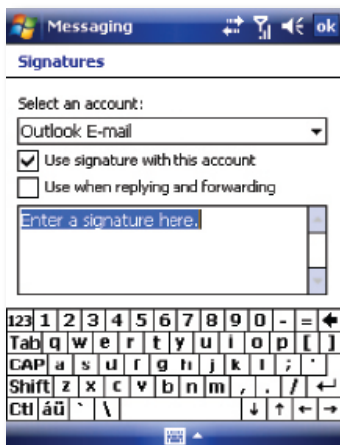 Messaging
ok
Signatures
Select an account:
Outlook E-mail
Use signature with this account
Use when replying and forwarding
Enter a signature here.
123 1 2 3 4 5 6 7 8 9 0 - =
Tab q w e r t y u i o p [ ]
CAP a s d f g h j k l ; '
Shift z x c v b n m , . /
Ctl áü ` \